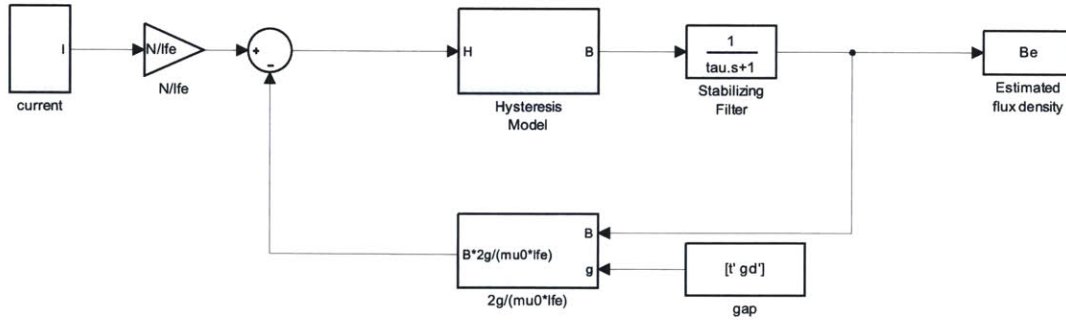 I
current
N/lfe
N/lfe
+
-
H
B
Hysteresis
Model
1
tau.s+1
Stabilizing
Filter
Be
Estimated
flux density
B*2g/(mu0*lfe)
B
g
2g/(mu0*lfe)
[t' gd']
gap